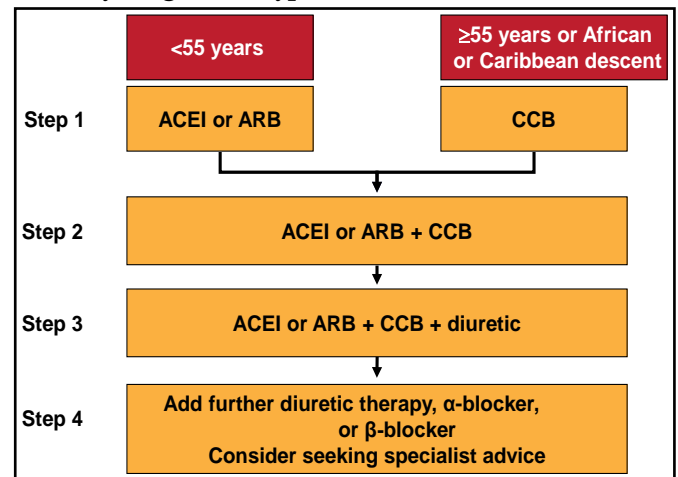 <55 years
≥55 years or African
or Caribbean descent
Step 1
ACEI or ARB
CCB
Step 2
ACEI or ARB + CCB
Step 3
ACEI or ARB + CCB + diuretic
Step 4
Add further diuretic therapy, α-blocker,
or β-blocker
Consider seeking specialist advice